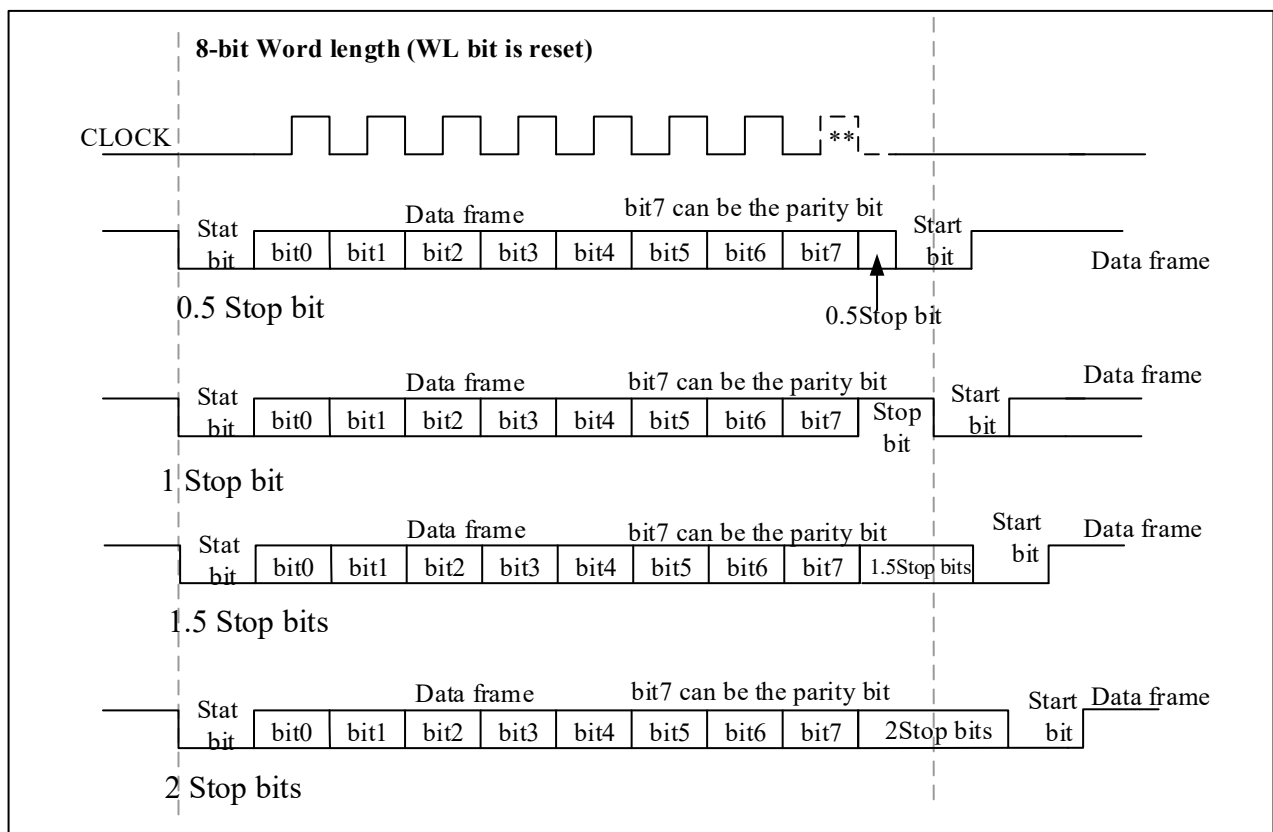 8-bit Word length (WL bit is reset)
CLOCK
**
Data frame
bit7 can be the parity bit
Stat
bit
bit0 bit1 bit2 bit3 bit4 bit5 bit6 bit7
Start
bit
Data frame
0.5 Stop bit
0.5Stop bit
Data frame
bit7 can be the parity bit
Data frame
Stat
bit
bit0 bit1 bit2 bit3 bit4 bit5 bit6 bit7
Stop
bit
Start
bit
1 Stop bit
Data frame
bit7 can be the parity bit
Start
bit
Data frame
Stat
bit
bit0 bit1 bit2 bit3 bit4 bit5 bit6 bit7 1.5Stop bits
1.5 Stop bits
Data frame
bit7 can be the parity bit
Start
bit
Data frame
Stat
bit
bit0 bit1 bit2 bit3 bit4 bit5 bit6 bit7 2Stop bits
2 Stop bits